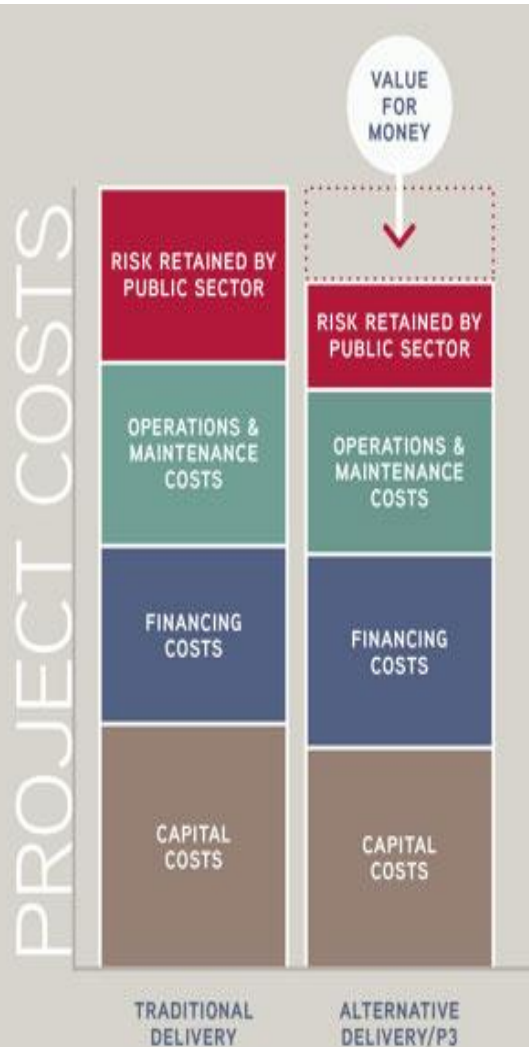 VALUE
FOR
MONEY
PROJECT COSTS
RISK RETAINED BY
PUBLIC SECTOR
OPERATIONS &
MAINTENANCE
COSTS
FINANCING
COSTS
CAPITAL
COSTS
RISK RETAINED BY
PUBLIC SECTOR
OPERATIONS &
MAINTENANCE
COSTS
FINANCING
COSTS
CAPITAL
COSTS
TRADITIONAL
DELIVERY
ALTERNATIVE
DELIVERY/P3